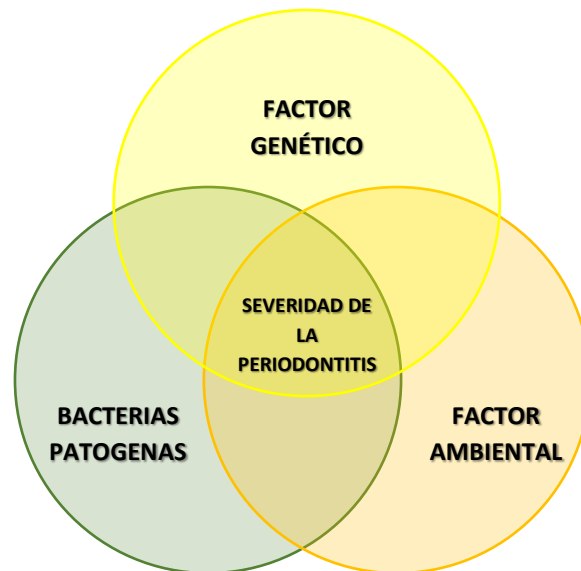 FACTOR
GENÉTICO
SEVERIDAD DE
LA
PERIODONTITIS
BACTERIAS
PATOGENAS
FACTOR
AMBIENTAL